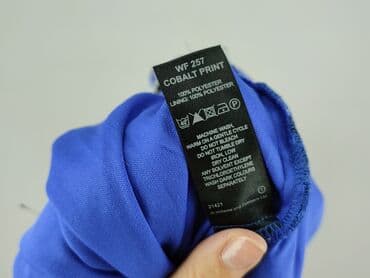 WF 257
COBALT PRINT
100% POLYESTER
LINING: 100% POLYESTER
MACHINE WASH,
WARM ON A GENTLE CYCLE
DO NOT BLEACH
DO NOT TUMBLE DRY
IRON, LOW
DRY CLEAN
ANY SOLVENT EXCEPT
TRICHLOROETHYLENE
WASH DARK COLOURS
SEPARATELY
21421